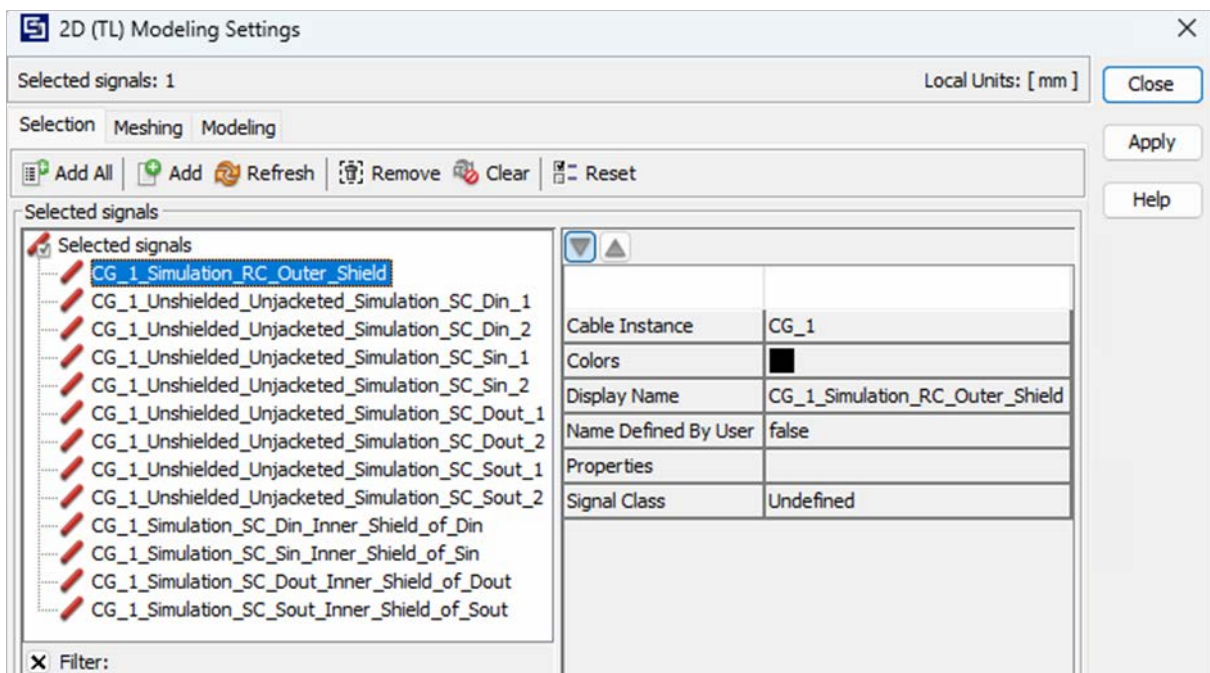 2D (TL) Modeling Settings
Selected signals: 1
Local Units: [ mm ]
Close
Selection Meshing Modeling
Apply
Add All Add Refresh Remove Clear Reset
Help
Selected signals
Selected signals
CG_1_Simulation_RC_Outer_Shield
CG_1_Unshielded_Unjacketed_Simulation_SC_Din_1
CG_1_Unshielded_Unjacketed_Simulation_SC_Din_2
CG_1_Unshielded_Unjacketed_Simulation_SC_Sin_1
CG_1_Unshielded_Unjacketed_Simulation_SC_Sin_2
CG_1_Unshielded_Unjacketed_Simulation_SC_Dout_1
CG_1_Unshielded_Unjacketed_Simulation_SC_Dout_2
CG_1_Unshielded_Unjacketed_Simulation_SC_Sout_1
CG_1_Unshielded_Unjacketed_Simulation_SC_Sout_2
CG_1_Simulation_SC_Din_Inner_Shield_of_Din
CG_1_Simulation_SC_Sin_Inner_Shield_of_Sin
CG_1_Simulation_SC_Dout_Inner_Shield_of_Dout
CG_1_Simulation_SC_Sout_Inner_Shield_of_Sout
Filter:
Cable Instance CG_1
Colors
Display Name CG_1_Simulation_RC_Outer_Shield
Name Defined By User false
Properties
Signal Class Undefined